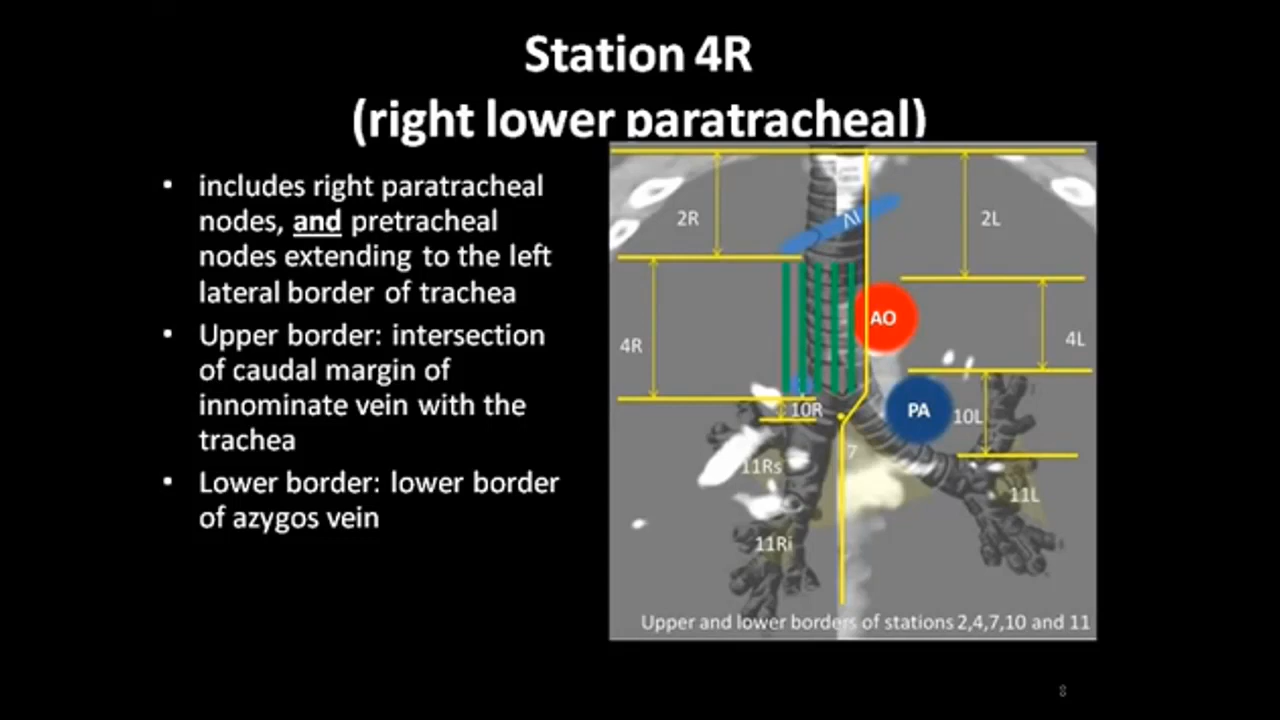 Station 4R
(right lower paratracheal)
• includes right paratracheal
nodes, and pretracheal
nodes extending to the left
lateral border of trachea
• Upper border: intersection
of caudal margin of
innominate vein with the
trachea
• Lower border: lower border
of azygos vein
2R
IV
2L
AO
4R
4L
10R
PA
10L
7
11Rs
11L
11Ri
Upper and lower borders of stations 2,4,7,10 and 11
8